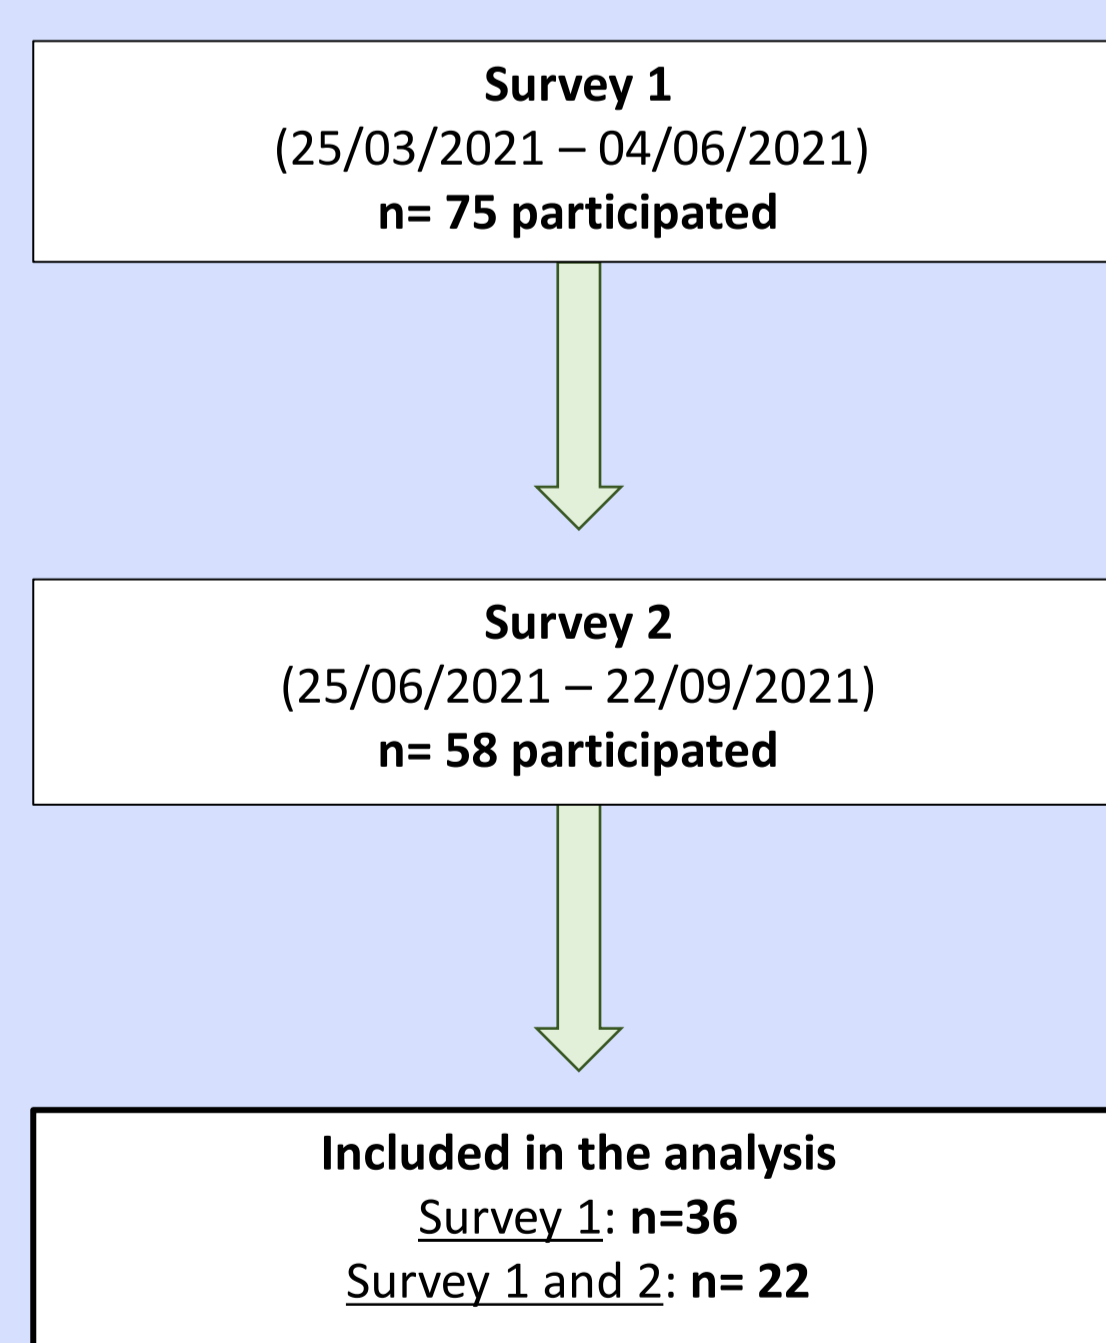 Survey 1
(25/03/2021 – 04/06/2021)
n= 75 participated
Survey 2
(25/06/2021 – 22/09/2021)
n= 58 participated
Included in the analysis
Survey 1: n=36
Survey 1 and 2: n= 22